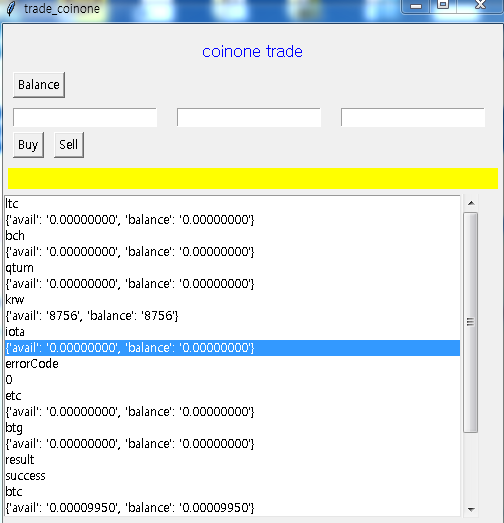 trade_coinone
coinone trade
Balance
Buy Sell
ltc
{'avail': '0.00000000', 'balance': '0.00000000'}
bch
{'avail': '0.00000000', 'balance': '0.00000000'}
qtum
{'avail': '0.00000000', 'balance': '0.00000000'}
krw
{'avail': '8756', 'balance': '8756'}
iota
{'avail': '0.00000000', 'balance': '0.00000000'}
errorCode
0
etc
{'avail': '0.00000000', 'balance': '0.00000000'}
btg
{'avail': '0.00000000', 'balance': '0.00000000'}
result
success
btc
{'avail': '0.00009950', 'balance': '0.00009950'}